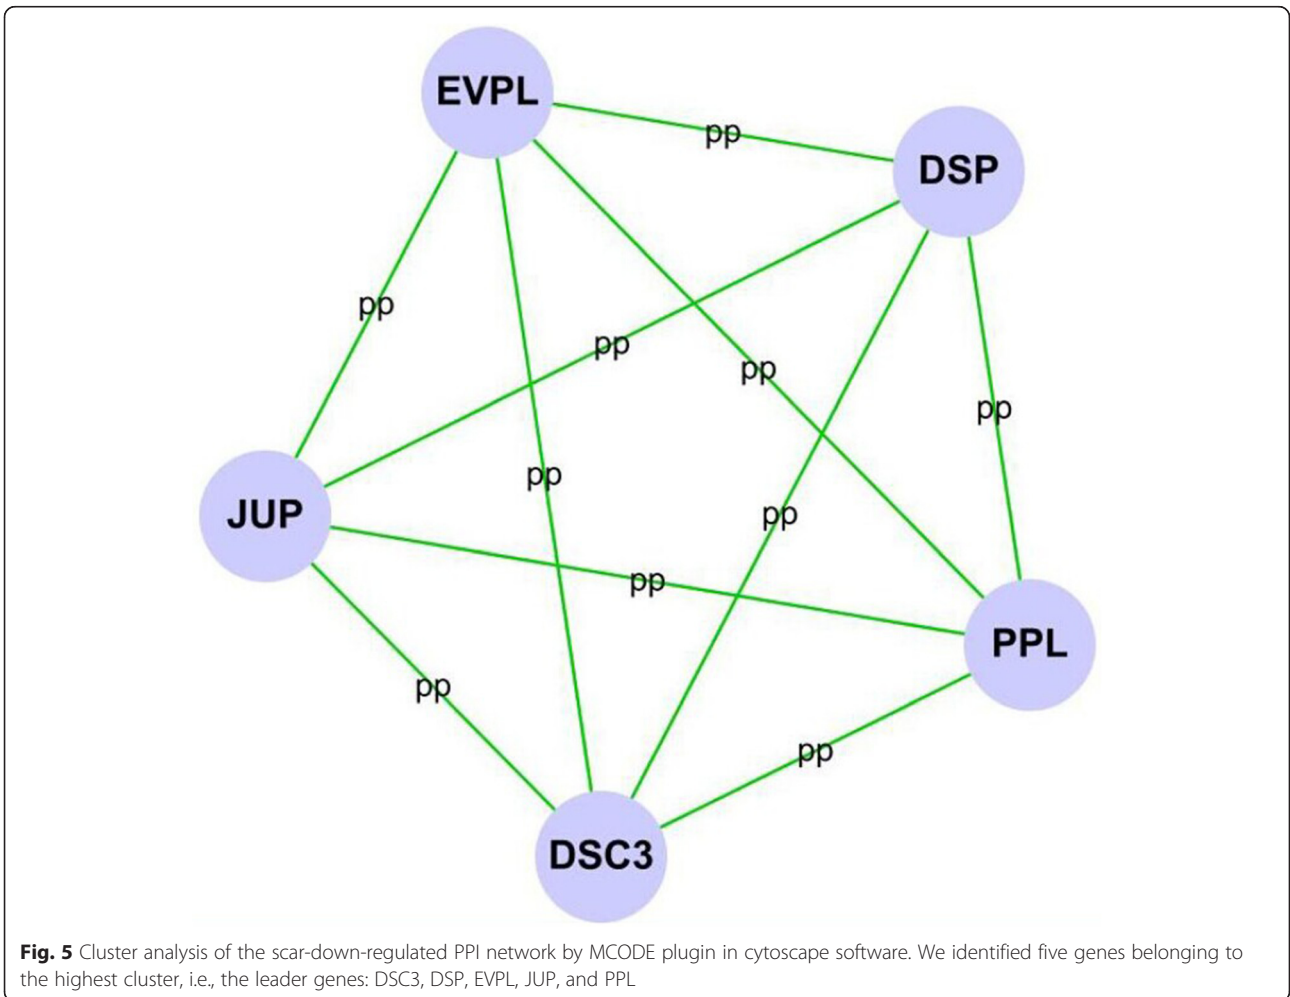 EVPL
pp
DSP
pp
pp
pp
pp
pp
JUP
pp
pp
PPL
pp
pp
DSC3
Fig. 5 Cluster analysis of the scar-down-regulated PPI network by MCODE plugin in cytoscape software. We identified five genes belonging to
the highest cluster, i.e., the leader genes: DSC3, DSP, EVPL, JUP, and PPL